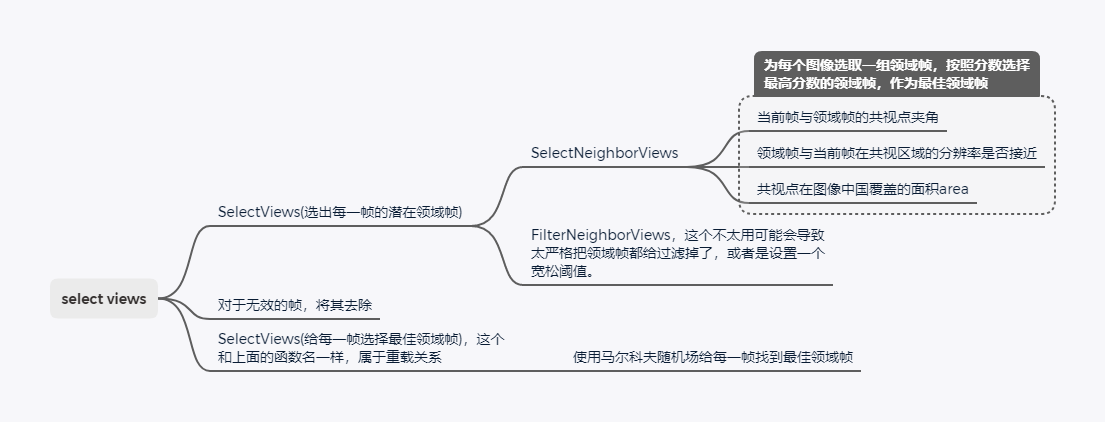 为每个图像选取一组领域帧，按照分数选择
最高分数的领域帧，作为最佳领域帧
当前帧与领域帧的共视点夹角
SelectNeighborViews
领域帧与当前帧在共视区域的分辨率是否接近
共视点在图像中国覆盖的面积area
SelectViews(选出每一帧的潜在领域帧)
FilterNeighborViews，这个不太用可能会导致
太严格把领域帧都给过滤掉了，或者是设置一个
宽松阈值。
select views
对于无效的帧，将其去除
SelectViews(给每一帧选择最佳领域帧)，这个
和上面的函数名一样，属于重载关系
使用马尔科夫随机场给每一帧找到最佳领域帧